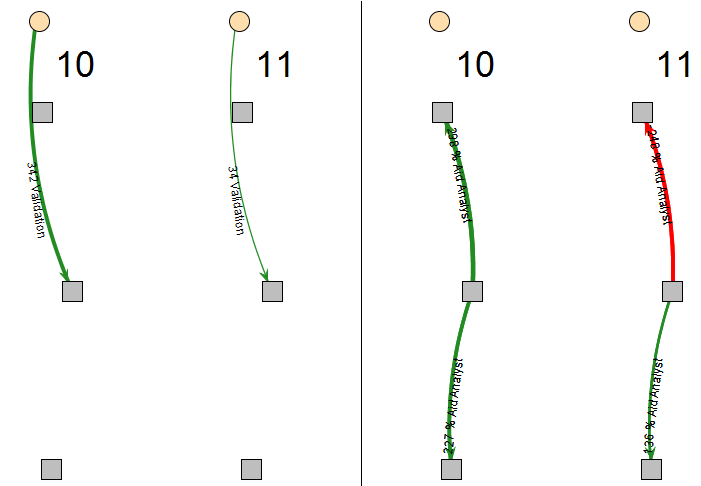 10
11
10
11
342 Validation
34 Validation
% Aid Analyst
% Aid Analyst
% Aid Analyst
% Aid Analyst